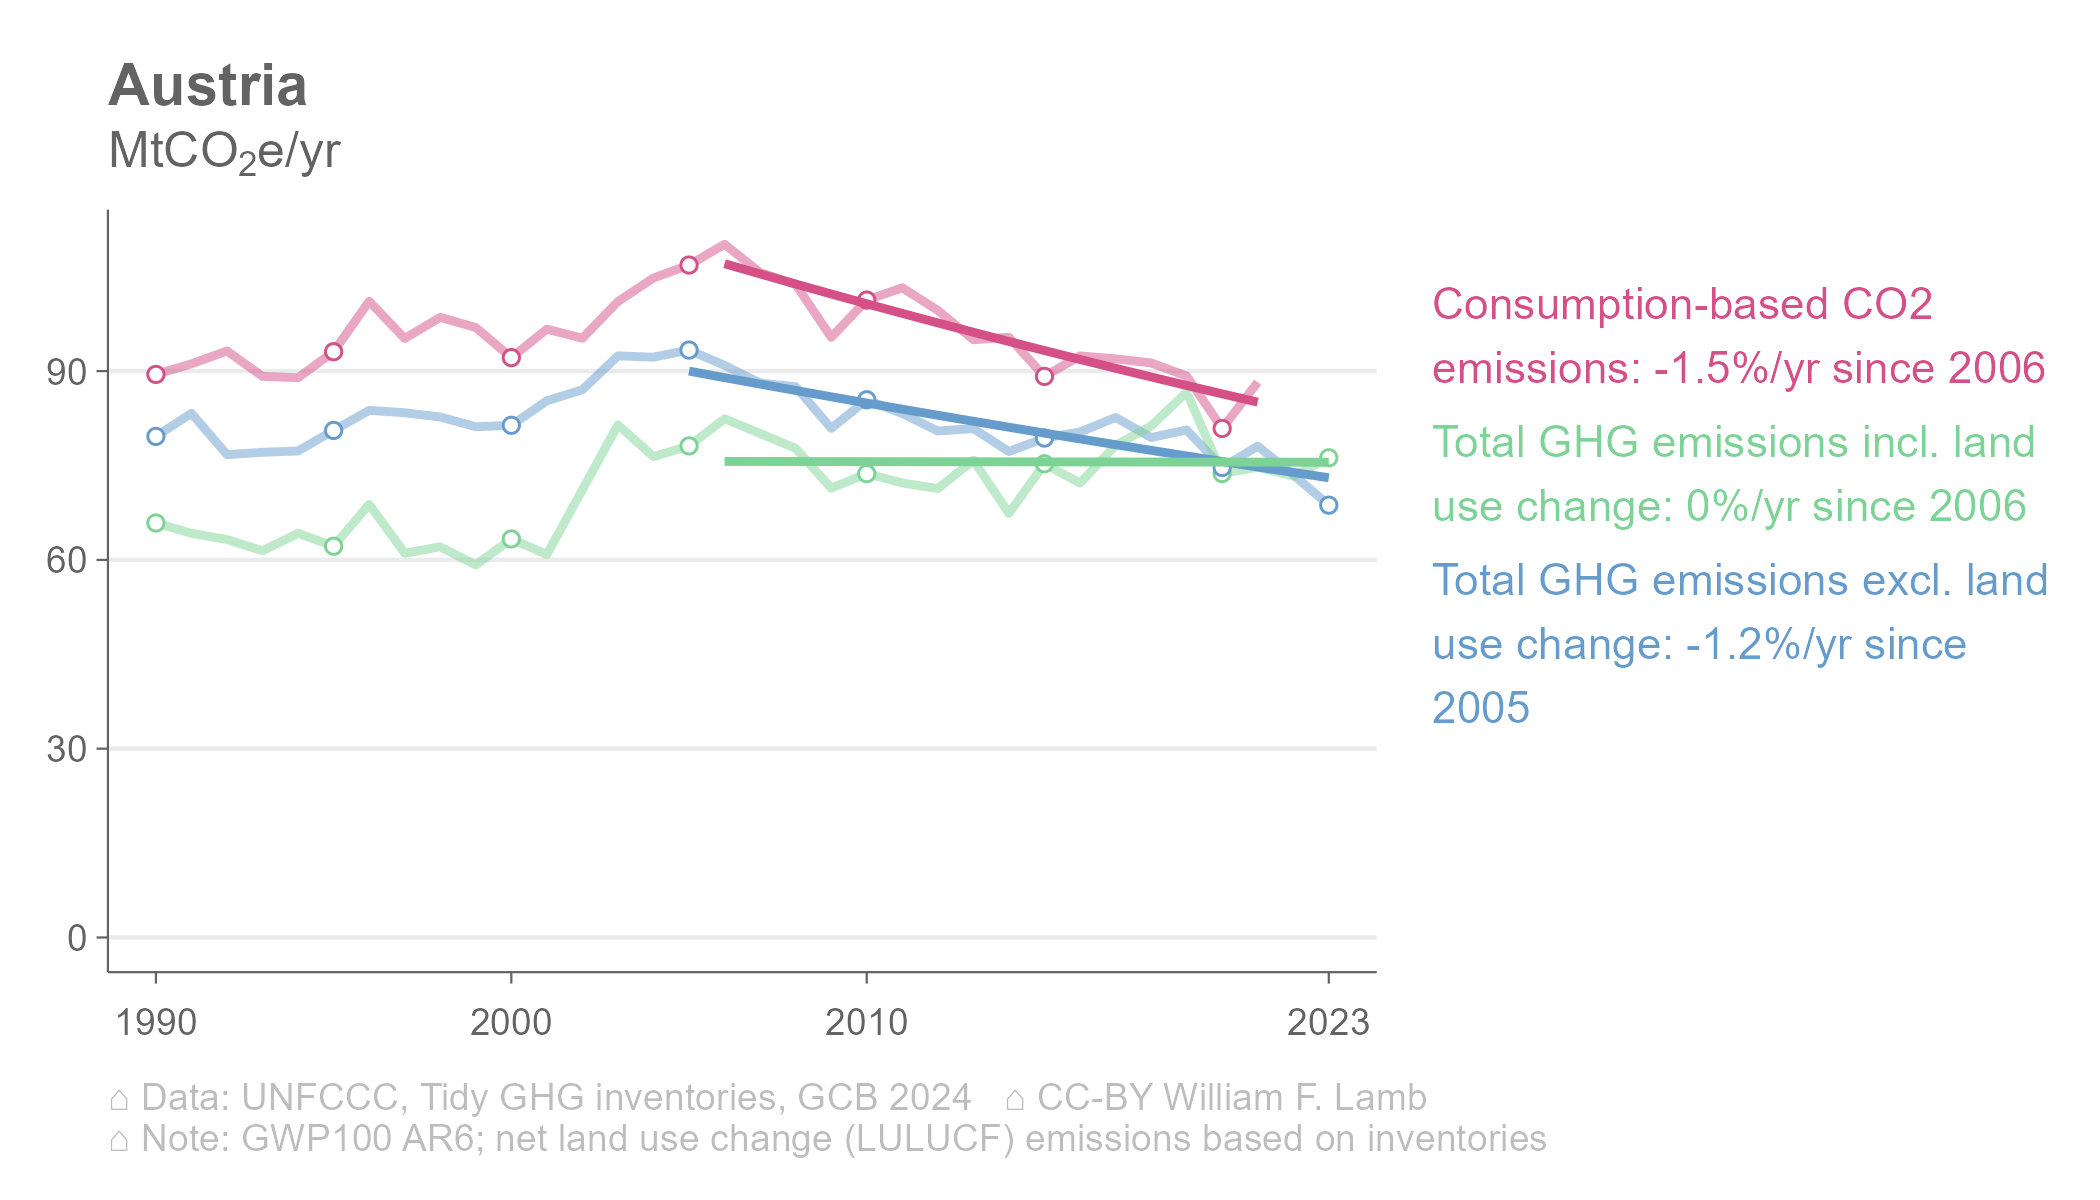 Austria
MtCO₂e/yr
90
60
30
0
1990 2000 2010 2023
Consumption-based CO2
emissions: -1.5%/yr since 2006
Total GHG emissions incl. land
use change: 0%/yr since 2006
Total GHG emissions excl. land
use change: -1.2%/yr since
2005
⌂ Data: UNFCCC, Tidy GHG inventories, GCB 2024 ⌂ CC-BY William F. Lamb
⌂ Note: GWP100 AR6; net land use change (LULUCF) emissions based on inventories